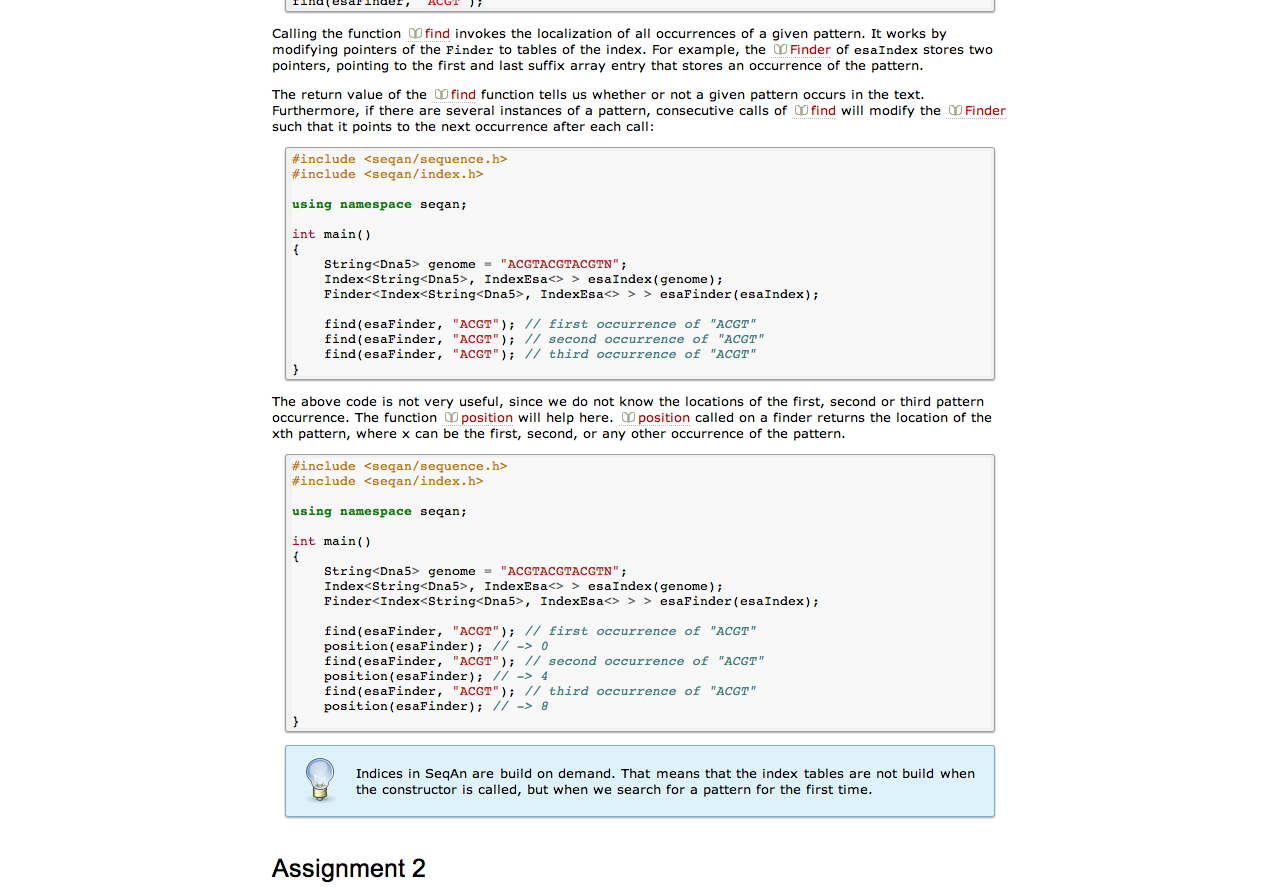 find(esaFinder, "ACGT");
Calling the function find invokes the localization of all occurrences of a given pattern. It works by
modifying pointers of the Finder to tables of the index. For example, the Finder of esaIndex stores two
pointers, pointing to the first and last suffix array entry that stores an occurrence of the pattern.
The return value of the find function tells us whether or not a given pattern occurs in the text.
Furthermore, if there are several instances of a pattern, consecutive calls of find will modify the Finder
such that it points to the next occurrence after each call:
#include <seqan/sequence.h>
#include <seqan/index.h>
using namespace seqan;
int main()
{
String<Dna5> genome = "ACGTACGTACGTN";
Index<String<Dna5>, IndexEsa<> > esaIndex(genome);
Finder<Index<String<Dna5>, IndexEsa<> > > esaFinder(esaIndex);
find(esaFinder, "ACGT"); // first occurrence of "ACGT"
find(esaFinder, "ACGT"); // second occurrence of "ACGT"
find(esaFinder, "ACGT"); // third occurrence of "ACGT"
}
The above code is not very useful, since we do not know the locations of the first, second or third pattern
occurrence. The function position will help here. position called on a finder returns the location of the
xth pattern, where x can be the first, second, or any other occurrence of the pattern.
#include <seqan/sequence.h>
#include <seqan/index.h>
using namespace seqan;
int main()
{
String<Dna5> genome = "ACGTACGTACGTN";
Index<String<Dna5>, IndexEsa<> > esaIndex(genome);
Finder<Index<String<Dna5>, IndexEsa<> > > esaFinder(esaIndex);
find(esaFinder, "ACGT"); // first occurrence of "ACGT"
position(esaFinder); // -> 0
find(esaFinder, "ACGT"); // second occurrence of "ACGT"
position(esaFinder); // -> 4
find(esaFinder, "ACGT"); // third occurrence of "ACGT"
position(esaFinder); // -> 8
}
Indices in SeqAn are build on demand. That means that the index tables are not build when
the constructor is called, but when we search for a pattern for the first time.
Assignment 2